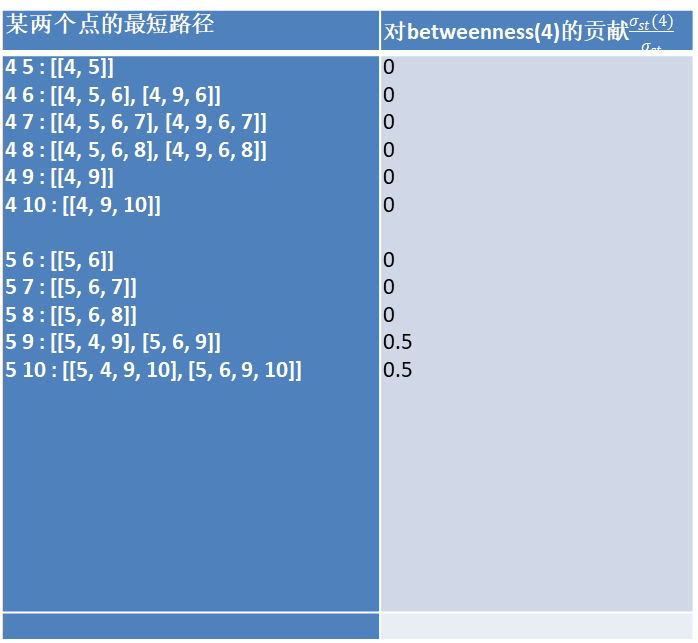 某两个点的最短路径
对betweenness(4)的贡献σst(4)/σst
4 5 : [[4, 5]]
0
4 6 : [[4, 5, 6], [4, 9, 6]]
0
4 7 : [[4, 5, 6, 7], [4, 9, 6, 7]]
0
4 8 : [[4, 5, 6, 8], [4, 9, 6, 8]]
0
4 9 : [[4, 9]]
0
4 10 : [[4, 9, 10]]
0
5 6 : [[5, 6]]
0
5 7 : [[5, 6, 7]]
0
5 8 : [[5, 6, 8]]
0
5 9 : [[5, 4, 9], [5, 6, 9]]
0.5
5 10 : [[5, 4, 9, 10], [5, 6, 9, 10]]
0.5